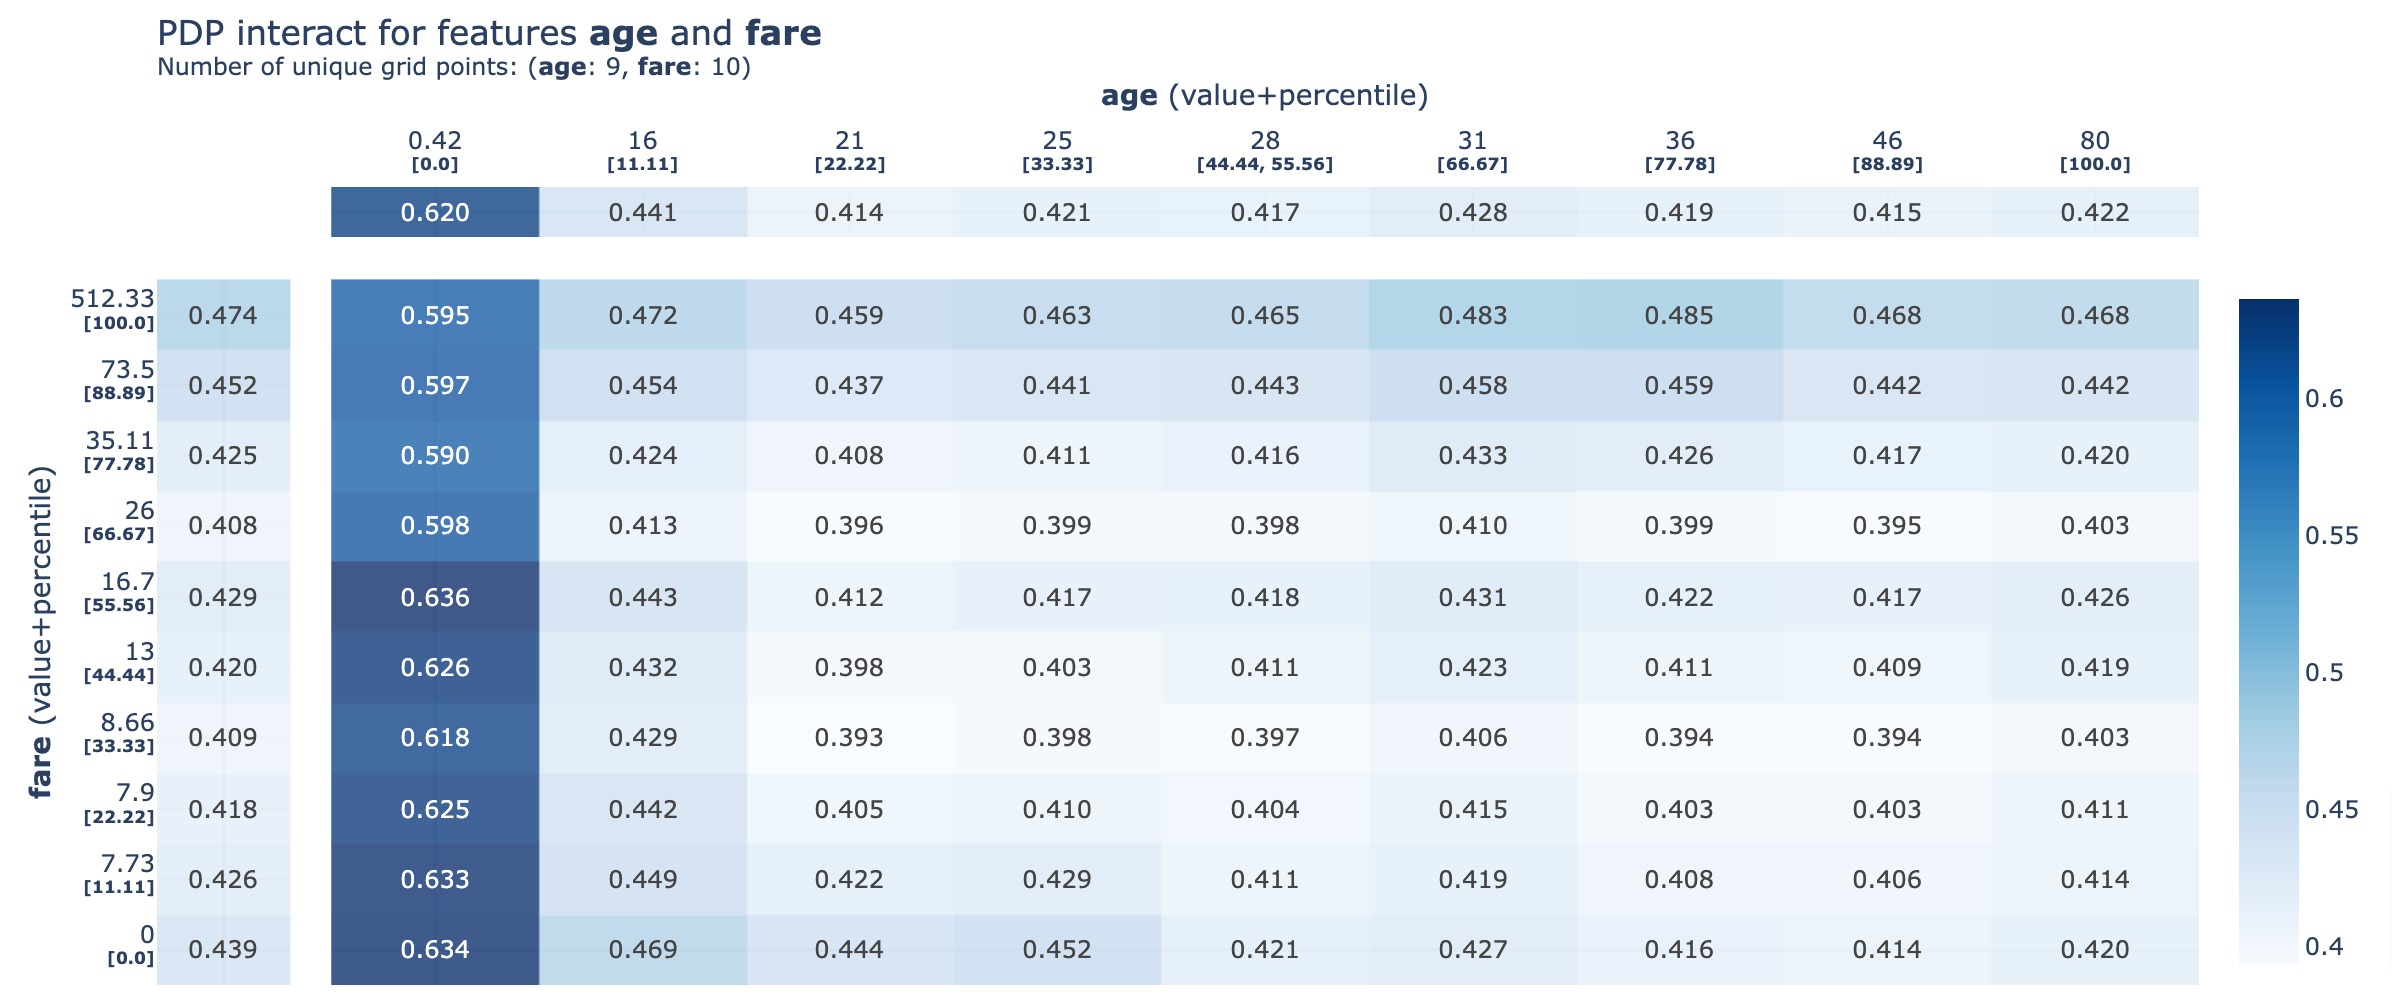 PDP interact for features age and fare
Number of unique grid points: (age: 9, fare: 10)
age (value+percentile)
0.42 16 21 25 28 31 36 46 80
[0.0] [11.11] [22.22] [33.33] [44.44, 55.56] [66.67] [77.78] [88.89] [100.0]
0.620 0.441 0.414 0.421 0.417 0.428 0.419 0.415 0.422
fare (value+percentile)
512.33
[100.0]
0.474 0.595 0.472 0.459 0.463 0.465 0.483 0.485 0.468 0.468
73.5
[88.89]
0.452 0.597 0.454 0.437 0.441 0.443 0.458 0.459 0.442 0.442
35.11
[77.78]
0.425 0.590 0.424 0.408 0.411 0.416 0.433 0.426 0.417 0.420
26
[66.67]
0.408 0.598 0.413 0.396 0.399 0.398 0.410 0.399 0.395 0.403
16.7
[55.56]
0.429 0.636 0.443 0.412 0.417 0.418 0.431 0.422 0.417 0.426
13
[44.44]
0.420 0.626 0.432 0.398 0.403 0.411 0.423 0.411 0.409 0.419
8.66
[33.33]
0.409 0.618 0.429 0.393 0.398 0.397 0.406 0.394 0.394 0.403
7.9
[22.22]
0.418 0.625 0.442 0.405 0.410 0.404 0.415 0.403 0.403 0.411
7.73
[11.11]
0.426 0.633 0.449 0.422 0.429 0.411 0.419 0.408 0.406 0.414
0
[0.0]
0.439 0.634 0.469 0.444 0.452 0.421 0.427 0.416 0.414 0.420
0.6
0.55
0.5
0.45
0.4